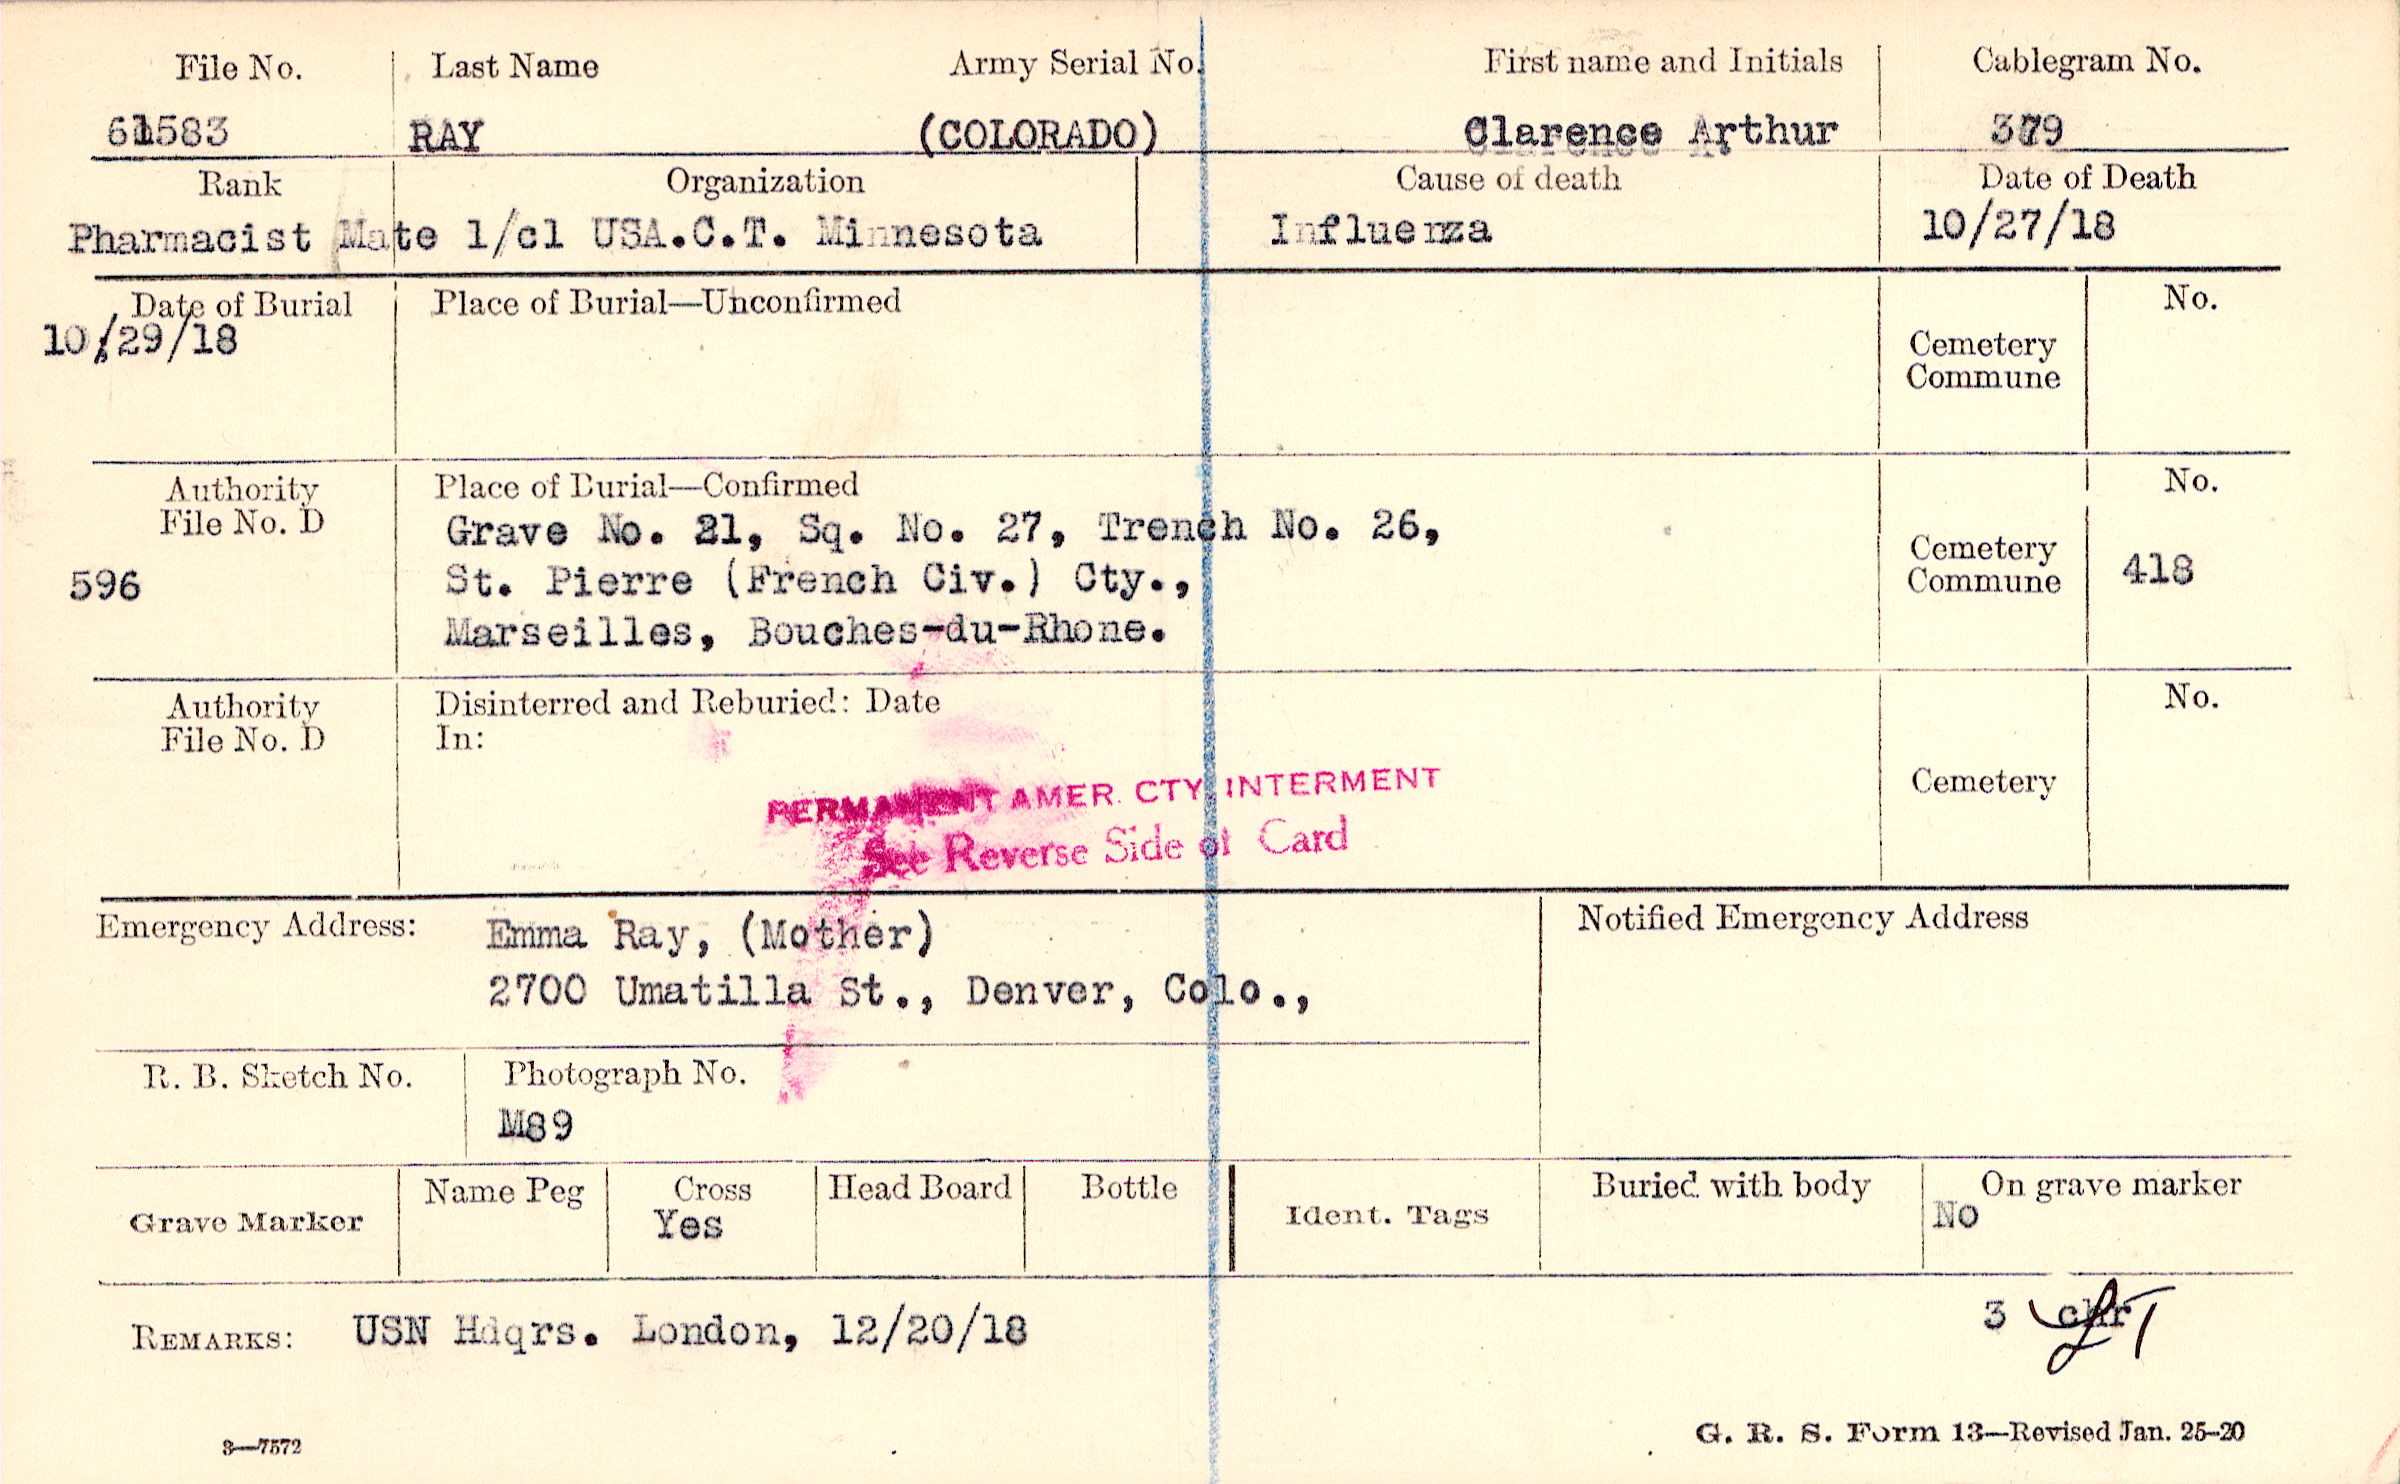 File No. Last Name Army Serial No. First name and Initials Cablegram No.
61583 RAY (COLORADO) Clarence Arthur 379
Rank Organization Cause of death Date of Death
Pharmacist Mate 1/cl USA.C.T. Minnesota Influenza 10/27/18
Date of Burial Place of Burial—Unconfirmed No.
10/29/18
Cemetery
Commune
Authority Place of Burial—Confirmed No.
File No. D
Grave No. 21, Sq. No. 27, Trench No. 26,
596 St. Pierre (French Civ.) Cty., Cemetery
Commune 418
Marseilles, Bouches-du-Rhone.
Authority Disinterred and Reburied: Date No.
File No. D In:
Cemetery
PERMANENT AMER. CTY. INTERMENT
See Reverse Side of Card
Emergency Address: Emma Ray, (Mother) Notified Emergency Address
2700 Umatilla St., Denver, Colo.,
R. B. Sketch No. Photograph No.
M89
Grave Marker Name Peg Cross Head Board Bottle Ident. Tags Buried with body On grave marker
Yes No
3 chr
REMARKS: USN Hdqrs. London, 12/20/18
3—7572 G. R. S. Form 13—Revised Jan. 25-20